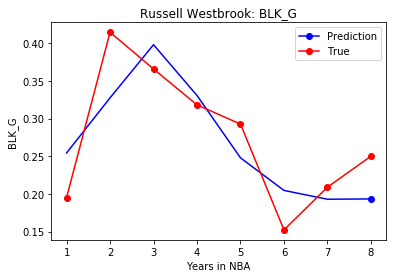 Russell Westbrook: BLK_G
Prediction
True
0.40
0.35
0.30
0.25
0.20
0.15
BLK_G
1 2 3 4 5 6 7 8
Years in NBA